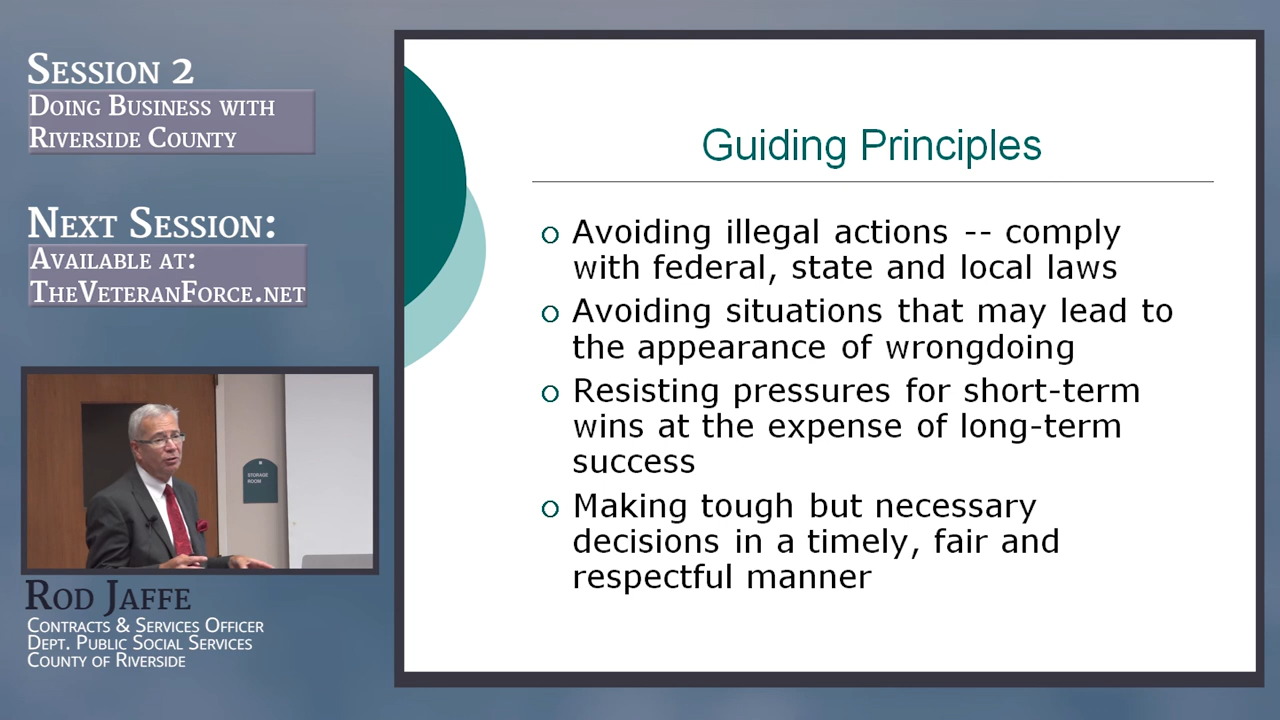 Session 2
Doing Business with
Riverside County
Next Session:
Available at:
TheVeteranForce.net
STORAGE
ROOM
Rod Jaffe
Contracts & Services Officer
Dept. Public Social Services
County of Riverside
Guiding Principles
Avoiding illegal actions -- comply
with federal, state and local laws
Avoiding situations that may lead to
the appearance of wrongdoing
Resisting pressures for short-term
wins at the expense of long-term
success
Making tough but necessary
decisions in a timely, fair and
respectful manner